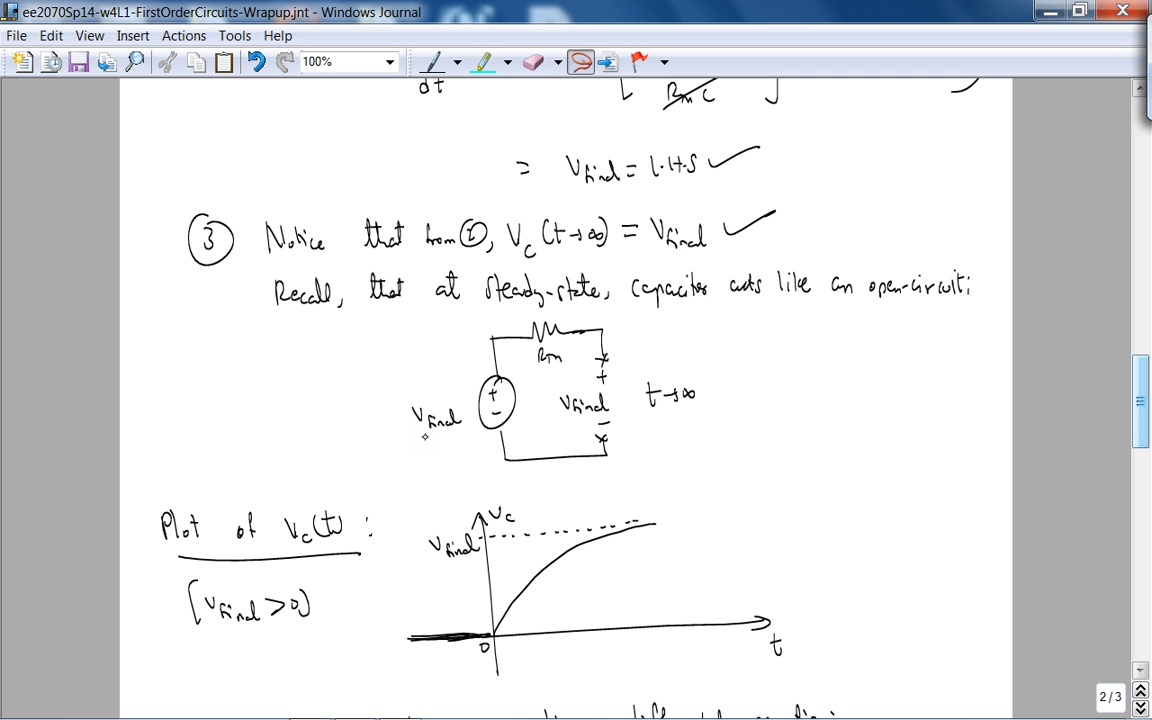 ee2070Sp14-w4L1-FirstOrderCircuits-Wrapup.jnt - Windows Journal
File Edit View Insert Actions Tools Help
100%
dt
RTH C
= Vfinal = L.H.S ✓
③ Notice that from ①, Vc (t→∞) = Vfinal ✓
Recall, that at steady-state, capacitor acts like an open-circuit:
RTH
+
Vfinal + - Vfinal t→∞
-
Plot of Vc(t) :
Vc
Vfinal
(Vfinal > 0)
0
t
2 / 3